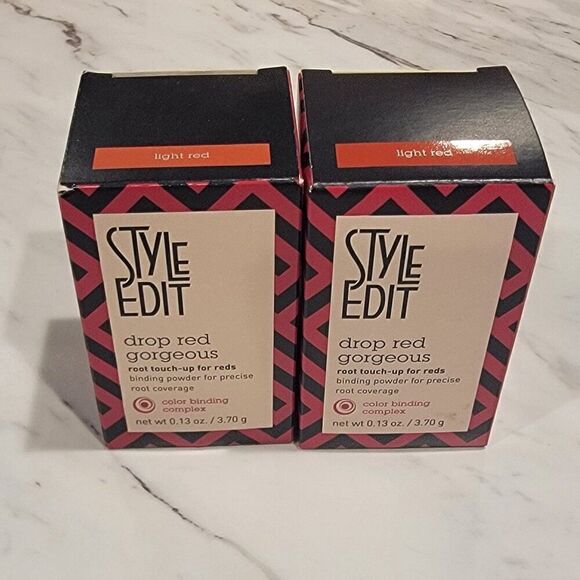 light red
STYLE
EDIT
drop red
gorgeous
root touch-up for reds
binding powder for precise
root coverage
color binding
complex
net wt 0.13 oz. / 3.70 g
light red
STYLE
EDIT
drop red
gorgeous
root touch-up for reds
binding powder for precise
root coverage
color binding
complex
net wt 0.13 oz. / 3.70 g